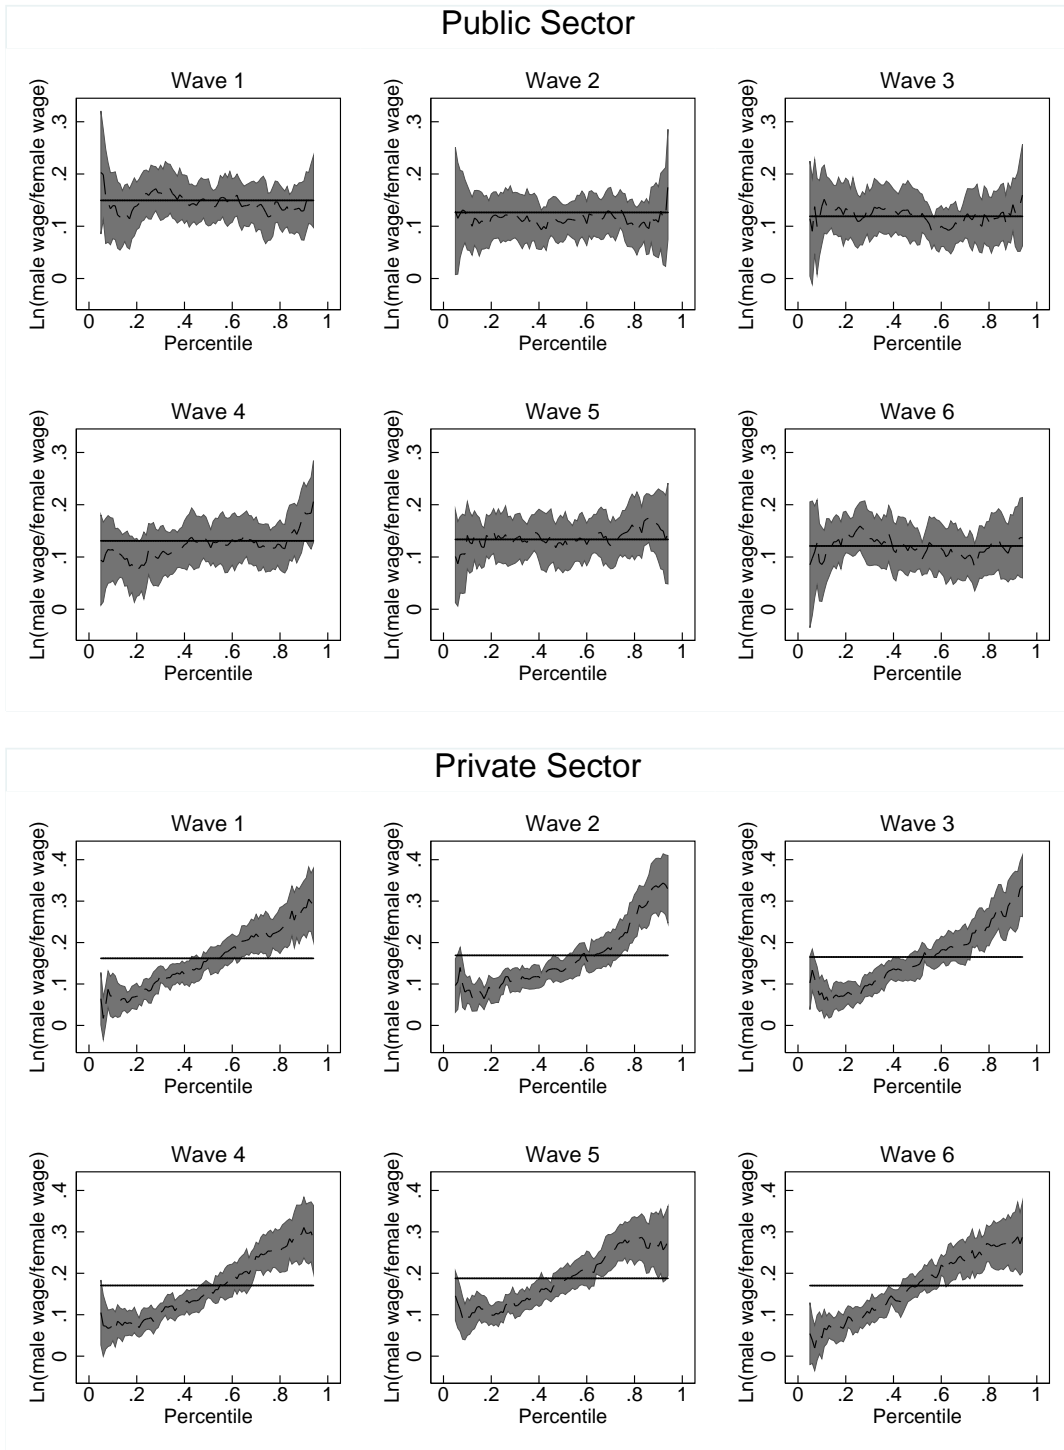 Public Sector
Wave 1
Ln(male wage/female wage)
.3
.2
.1
0
0 .2 .4 .6 .8 1
Percentile
Wave 2
Ln(male wage/female wage)
.3
.2
.1
0
0 .2 .4 .6 .8 1
Percentile
Wave 3
Ln(male wage/female wage)
.3
.2
.1
0
0 .2 .4 .6 .8 1
Percentile
Wave 4
Ln(male wage/female wage)
.3
.2
.1
0
0 .2 .4 .6 .8 1
Percentile
Wave 5
Ln(male wage/female wage)
.3
.2
.1
0
0 .2 .4 .6 .8 1
Percentile
Wave 6
Ln(male wage/female wage)
.3
.2
.1
0
0 .2 .4 .6 .8 1
Percentile
Private Sector
Wave 1
Ln(male wage/female wage)
.4
.3
.2
.1
0
0 .2 .4 .6 .8 1
Percentile
Wave 2
Ln(male wage/female wage)
.4
.3
.2
.1
0
0 .2 .4 .6 .8 1
Percentile
Wave 3
Ln(male wage/female wage)
.4
.3
.2
.1
0
0 .2 .4 .6 .8 1
Percentile
Wave 4
Ln(male wage/female wage)
.4
.3
.2
.1
0
0 .2 .4 .6 .8 1
Percentile
Wave 5
Ln(male wage/female wage)
.4
.3
.2
.1
0
0 .2 .4 .6 .8 1
Percentile
Wave 6
Ln(male wage/female wage)
.4
.3
.2
.1
0
0 .2 .4 .6 .8 1
Percentile